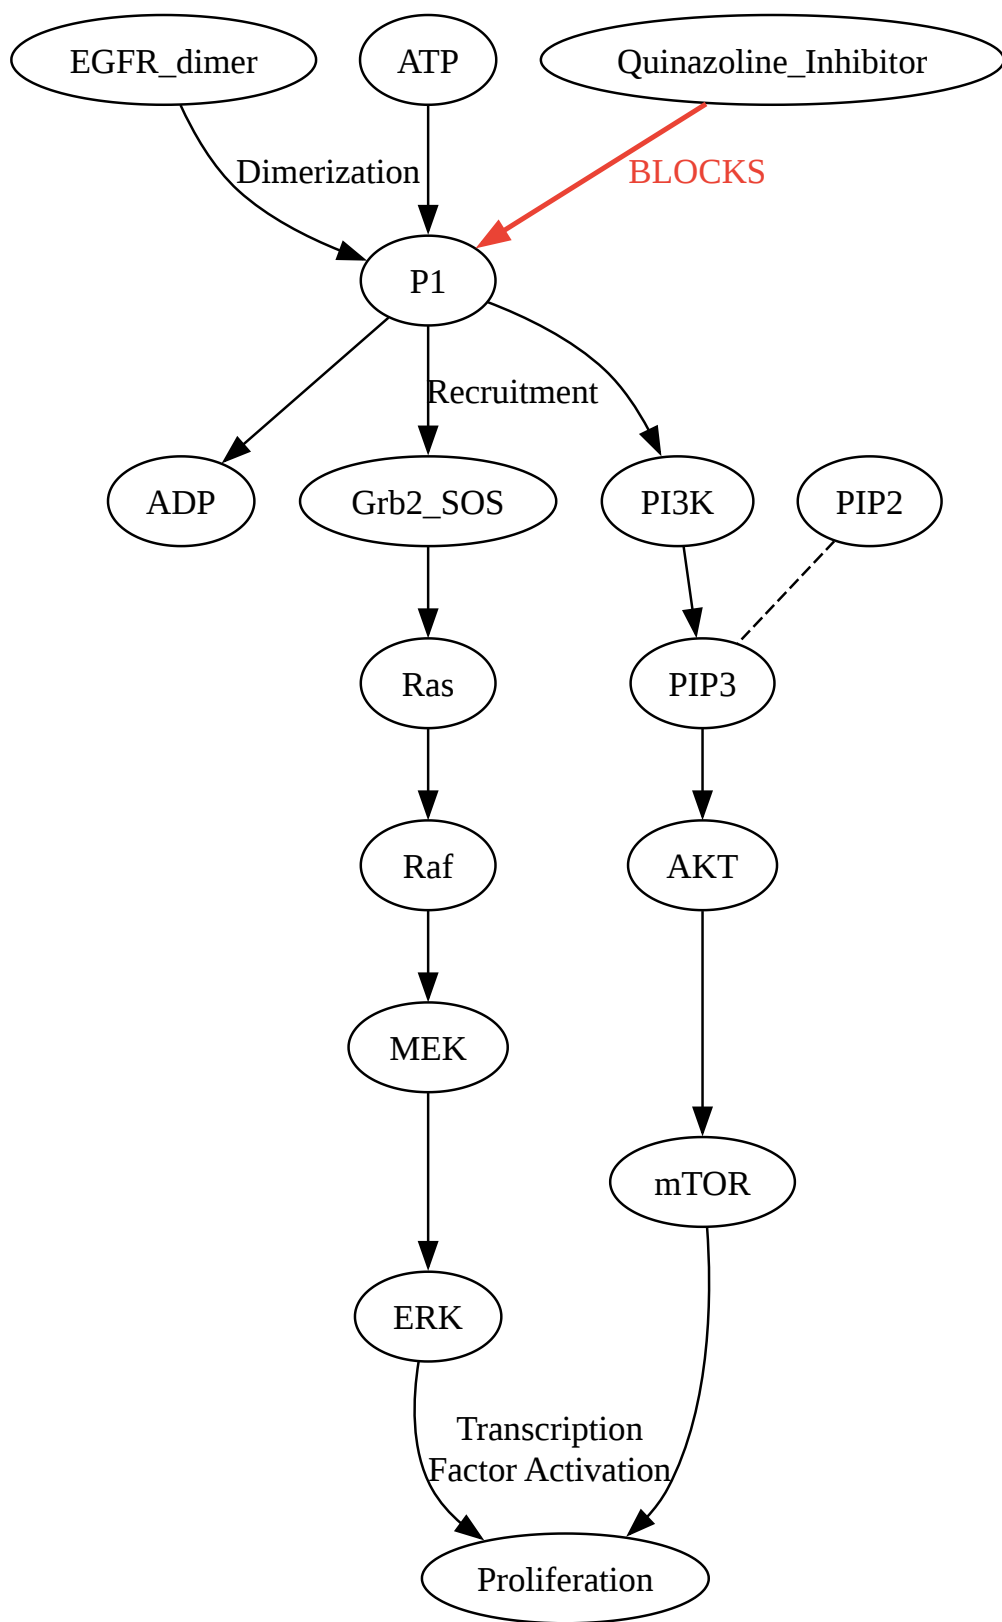 EGFR_dimer
ATP
Quinazoline_Inhibitor
Dimerization
BLOCKS
P1
Recruitment
ADP
Grb2_SOS
PI3K
PIP2
Ras
PIP3
Raf
AKT
MEK
mTOR
ERK
Transcription
Factor Activation
Proliferation